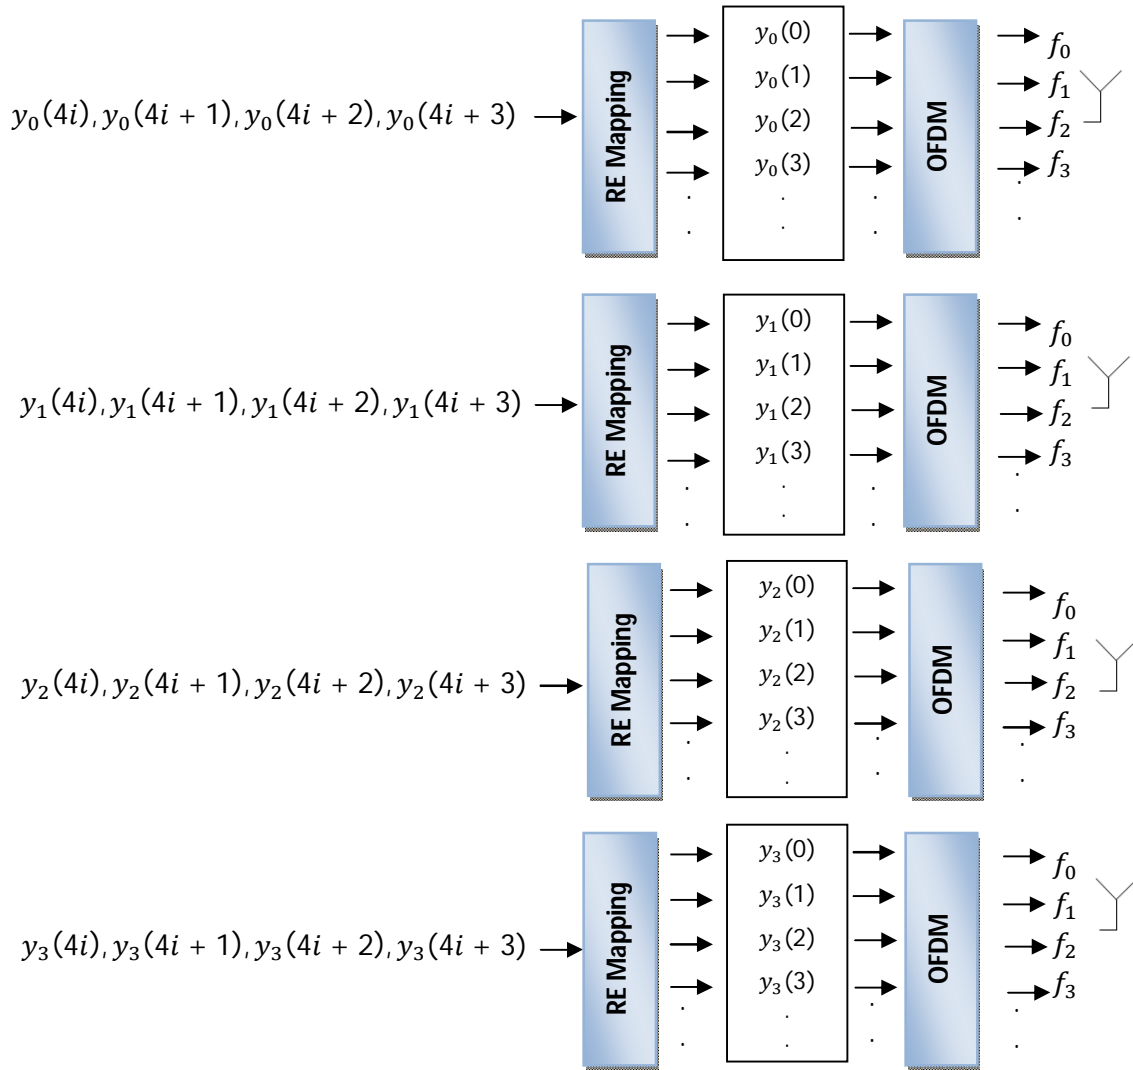 y₀(4i), y₀(4i + 1), y₀(4i + 2), y₀(4i + 3)
RE Mapping
y₀(0)
y₀(1)
y₀(2)
y₀(3)
.
.
OFDM
f₀
f₁
f₂
f₃
y₁(4i), y₁(4i + 1), y₁(4i + 2), y₁(4i + 3)
RE Mapping
y₁(0)
y₁(1)
y₁(2)
y₁(3)
.
.
OFDM
f₀
f₁
f₂
f₃
y₂(4i), y₂(4i + 1), y₂(4i + 2), y₂(4i + 3)
RE Mapping
y₂(0)
y₂(1)
y₂(2)
y₂(3)
.
.
OFDM
f₀
f₁
f₂
f₃
y₃(4i), y₃(4i + 1), y₃(4i + 2), y₃(4i + 3)
RE Mapping
y₃(0)
y₃(1)
y₃(2)
y₃(3)
.
.
OFDM
f₀
f₁
f₂
f₃